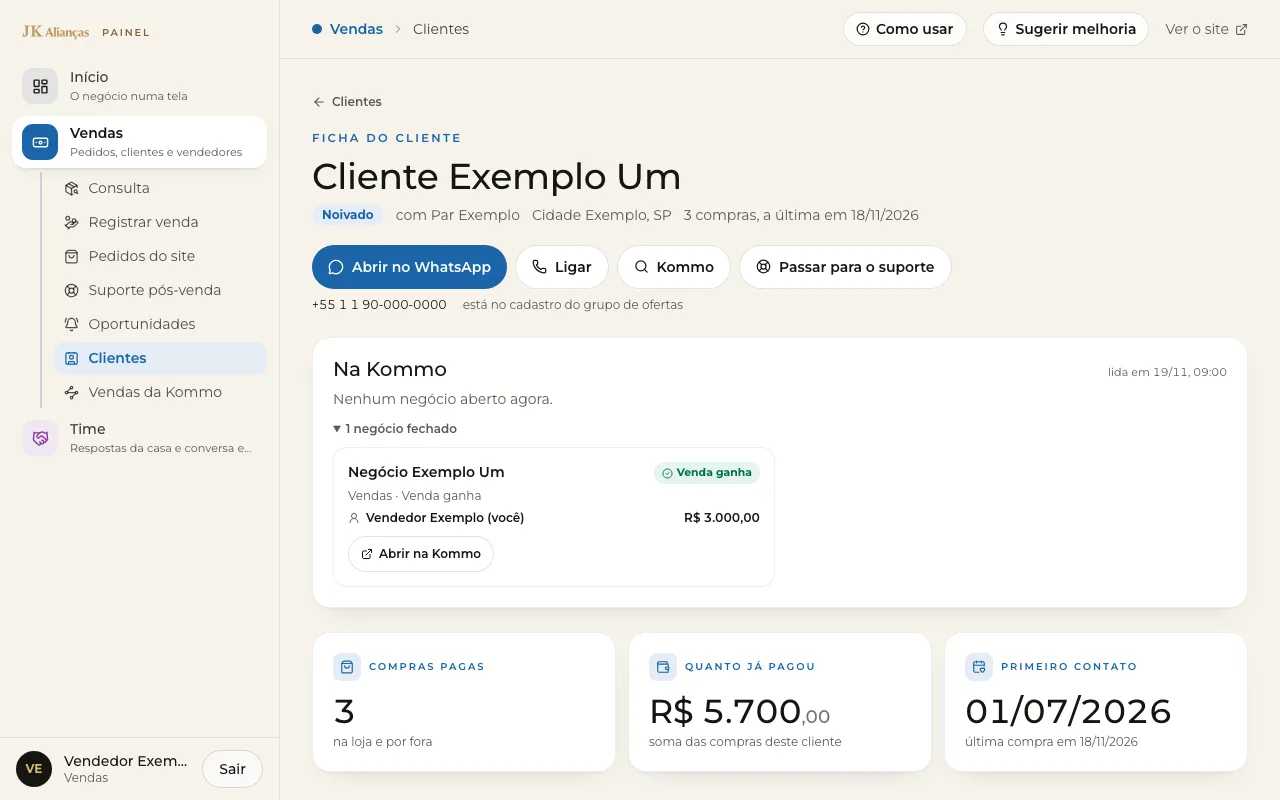 JK Alianças PAINEL
Início
O negócio numa tela
Vendas
Pedidos, clientes e vendedores
Consulta
Registrar venda
Pedidos do site
Suporte pós-venda
Oportunidades
Clientes
Vendas da Kommo
Time
Respostas da casa e conversa e...
VE
Vendedor Exem...
Vendas
Sair
Vendas > Clientes
Como usar
Sugerir melhoria
Ver o site
Clientes
FICHA DO CLIENTE
Cliente Exemplo Um
Noivado com Par Exemplo Cidade Exemplo, SP 3 compras, a última em 18/11/2026
Abrir no WhatsApp
Ligar
Kommo
Passar para o suporte
+55 1 1 90-000-0000 está no cadastro do grupo de ofertas
Na Kommo
lida em 19/11, 09:00
Nenhum negócio aberto agora.
▼ 1 negócio fechado
Negócio Exemplo Um
Venda ganha
Vendas · Venda ganha
Vendedor Exemplo (você)
R$ 3.000,00
Abrir na Kommo
COMPRAS PAGAS
3
na loja e por fora
QUANTO JÁ PAGOU
R$ 5.700,00
soma das compras deste cliente
PRIMEIRO CONTATO
01/07/2026
última compra em 18/11/2026